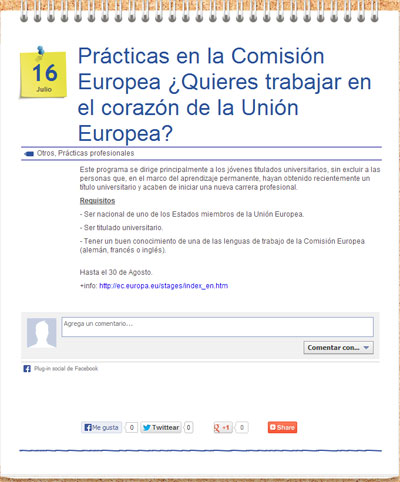 16
Julio
Prácticas en la Comisión
Europea ¿Quieres trabajar en
el corazón de la Unión
Europea?
Otros, Prácticas profesionales
Este programa se dirige principalmente a los jóvenes titulados universitarios, sin excluir a las
personas que, en el marco del aprendizaje permanente, hayan obtenido recientemente un
título universitario y acaben de iniciar una nueva carrera profesional.
Requisitos
- Ser nacional de uno de los Estados miembros de la Unión Europea.
- Ser titulado universitario.
- Tener un buen conocimiento de una de las lenguas de trabajo de la Comisión Europea
(alemán, francés o inglés).
Hasta el 30 de Agosto.
+info: http://ec.europa.eu/stages/index_en.htm
Agrega un comentario...
Comentar con...
Plug-in social de Facebook
Me gusta 0 Twittear 0 +1 0 Share